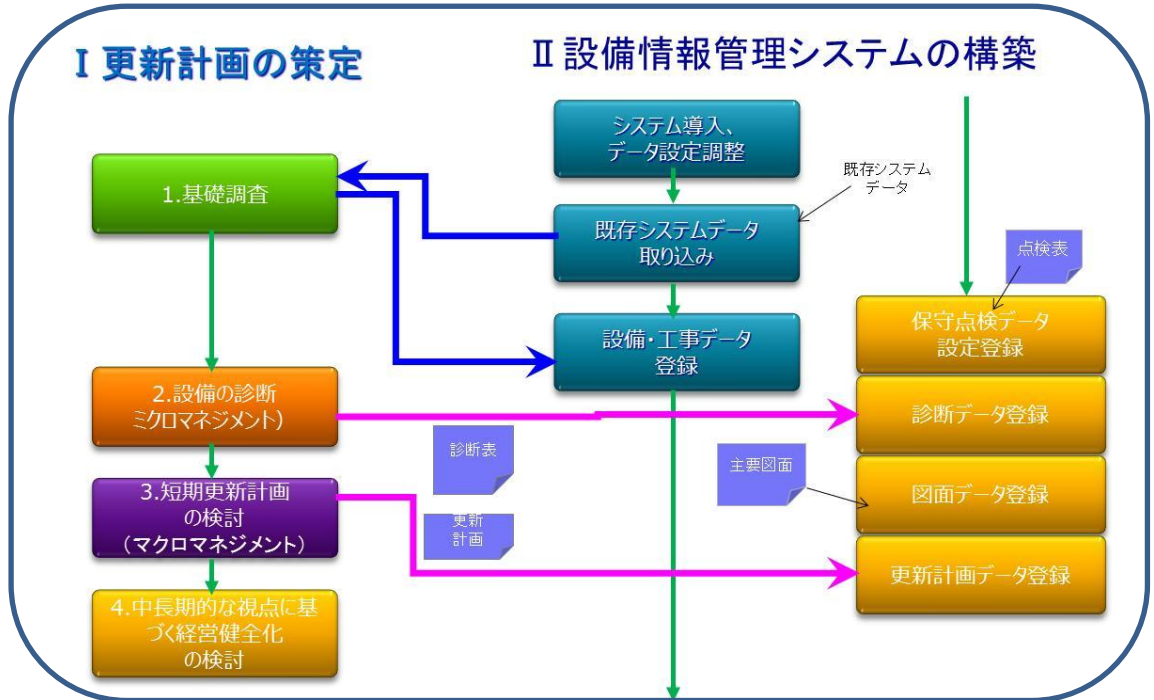 Ⅰ 更新計画の策定
Ⅱ 設備情報管理システムの構築
1.基礎調査
2.設備の診断
ミクロマネジメント)
3.短期更新計画
の検討
(マクロマネジメント)
4.中長期的な視点に基
づく経営健全化
の検討
システム導入、
データ設定調整
既存システム
データ
既存システムデータ
取り込み
設備・工事データ
登録
診断表
更新
計画
主要図面
点検表
保守点検データ
設定登録
診断データ登録
図面データ登録
更新計画データ登録